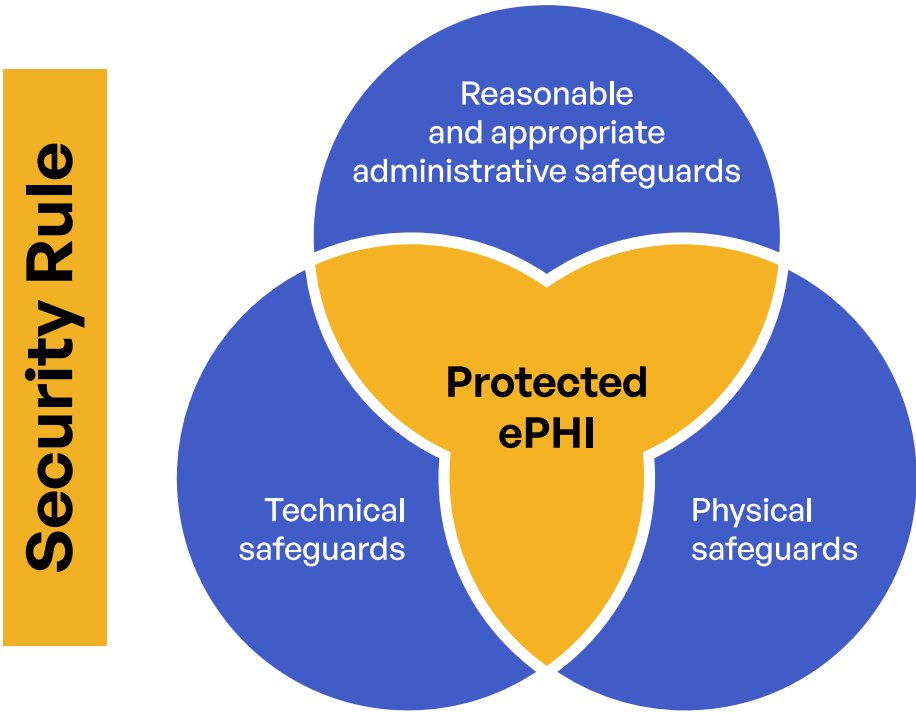 Security Rule
Reasonable
and appropriate
administrative safeguards
Protected
ePHI
Technical
safeguards
Physical
safeguards